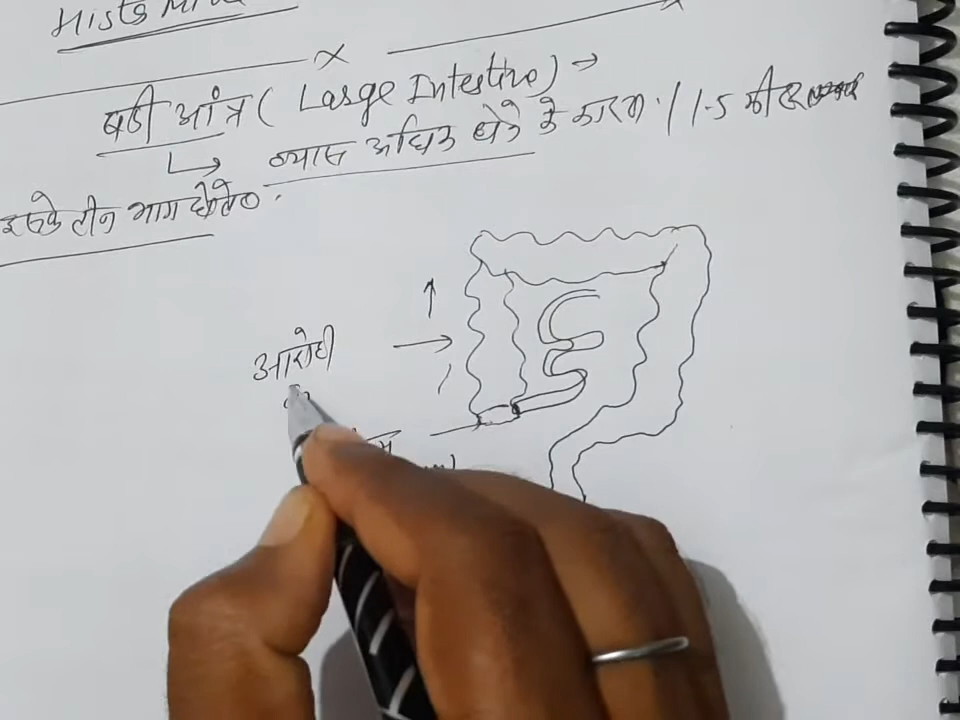 बडी आंत्र ( Large Intestine) →
↳ व्यास अधिक होने के कारण / 1.5 मीटर
इसके तीन भाग होते है
आरोही